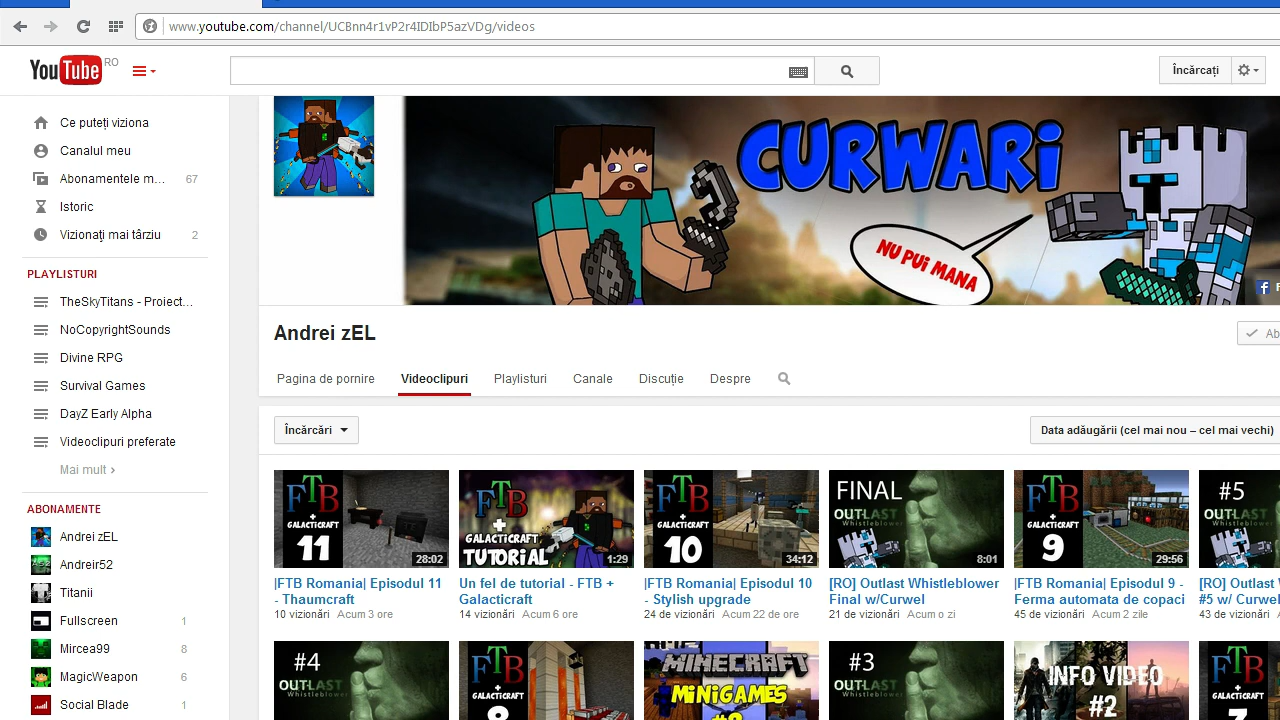 www.youtube.com/channel/UCBnn4r1vP2r4IDIbP5azVDg/videos
YouTube RO
Încărcați
Ce puteți viziona
Canalul meu
Abonamentele m... 67
Istoric
Vizionați mai târziu 2
PLAYLISTURI
TheSkyTitans - Proiect...
NoCopyrightSounds
Divine RPG
Survival Games
DayZ Early Alpha
Videoclipuri preferate
Mai mult ›
ABONAMENTE
Andrei zEL
Andreir52
Titanii
Fullscreen 1
Mircea99 8
MagicWeapon 6
Social Blade 1
CURWARi
NU PUI MANA
Andrei zEL
Ab
Pagina de pornire Videoclipuri Playlisturi Canale Discuție Despre
Încărcări
Data adăugării (cel mai nou – cel mai vechi)
FTB
+
GALACTICRAFT
11
28:02
|FTB Romania| Episodul 11
- Thaumcraft
10 vizionări Acum 3 ore
FTB
+
GALACTICRAFT
TUTORIAL
1:29
Un fel de tutorial - FTB +
Galacticraft
14 vizionări Acum 6 ore
FTB
+
GALACTICRAFT
10
34:12
|FTB Romania| Episodul 10
- Stylish upgrade
24 de vizionări Acum 22 de ore
FINAL
OUTLAST
Whistleblower
8:01
[RO] Outlast Whistleblower
Final w/Curwel
21 de vizionări Acum o zi
FTB
+
GALACTICRAFT
9
29:56
|FTB Romania| Episodul 9 -
Ferma automata de copaci
45 de vizionări Acum 2 zile
#5
OUTLAST
Whistleblower
[RO] Outlast
#5 w/ Curwel
43 de vizionări
#4
OUTLAST
Whistleblower
FTB
+
GALACTICRAFT
8
MINECRAFT
MiNiGAMES
#3
OUTLAST
Whistleblower
INFO VIDEO
#2
FTB
+
GALACTICRAFT
7